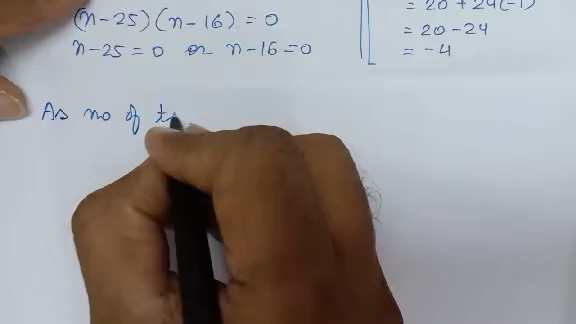 (n-25)(n-16) = 0
n-25=0 or n-16=0
As no of t
= 20 + 24(-1)
= 20 - 24
= -4